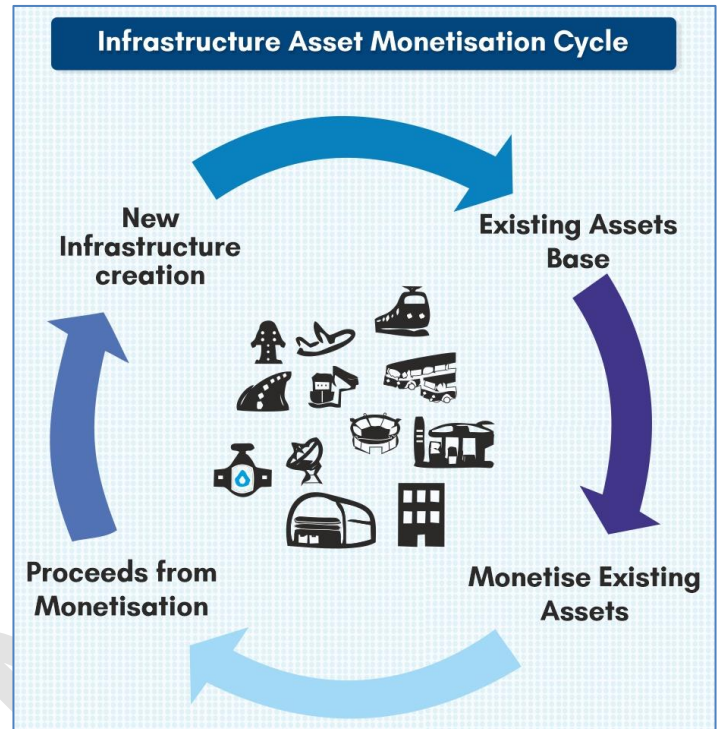 Infrastructure Asset Monetisation Cycle
New
Infrastructure
creation
Existing Assets
Base
Monetise Existing
Assets
Proceeds from
Monetisation